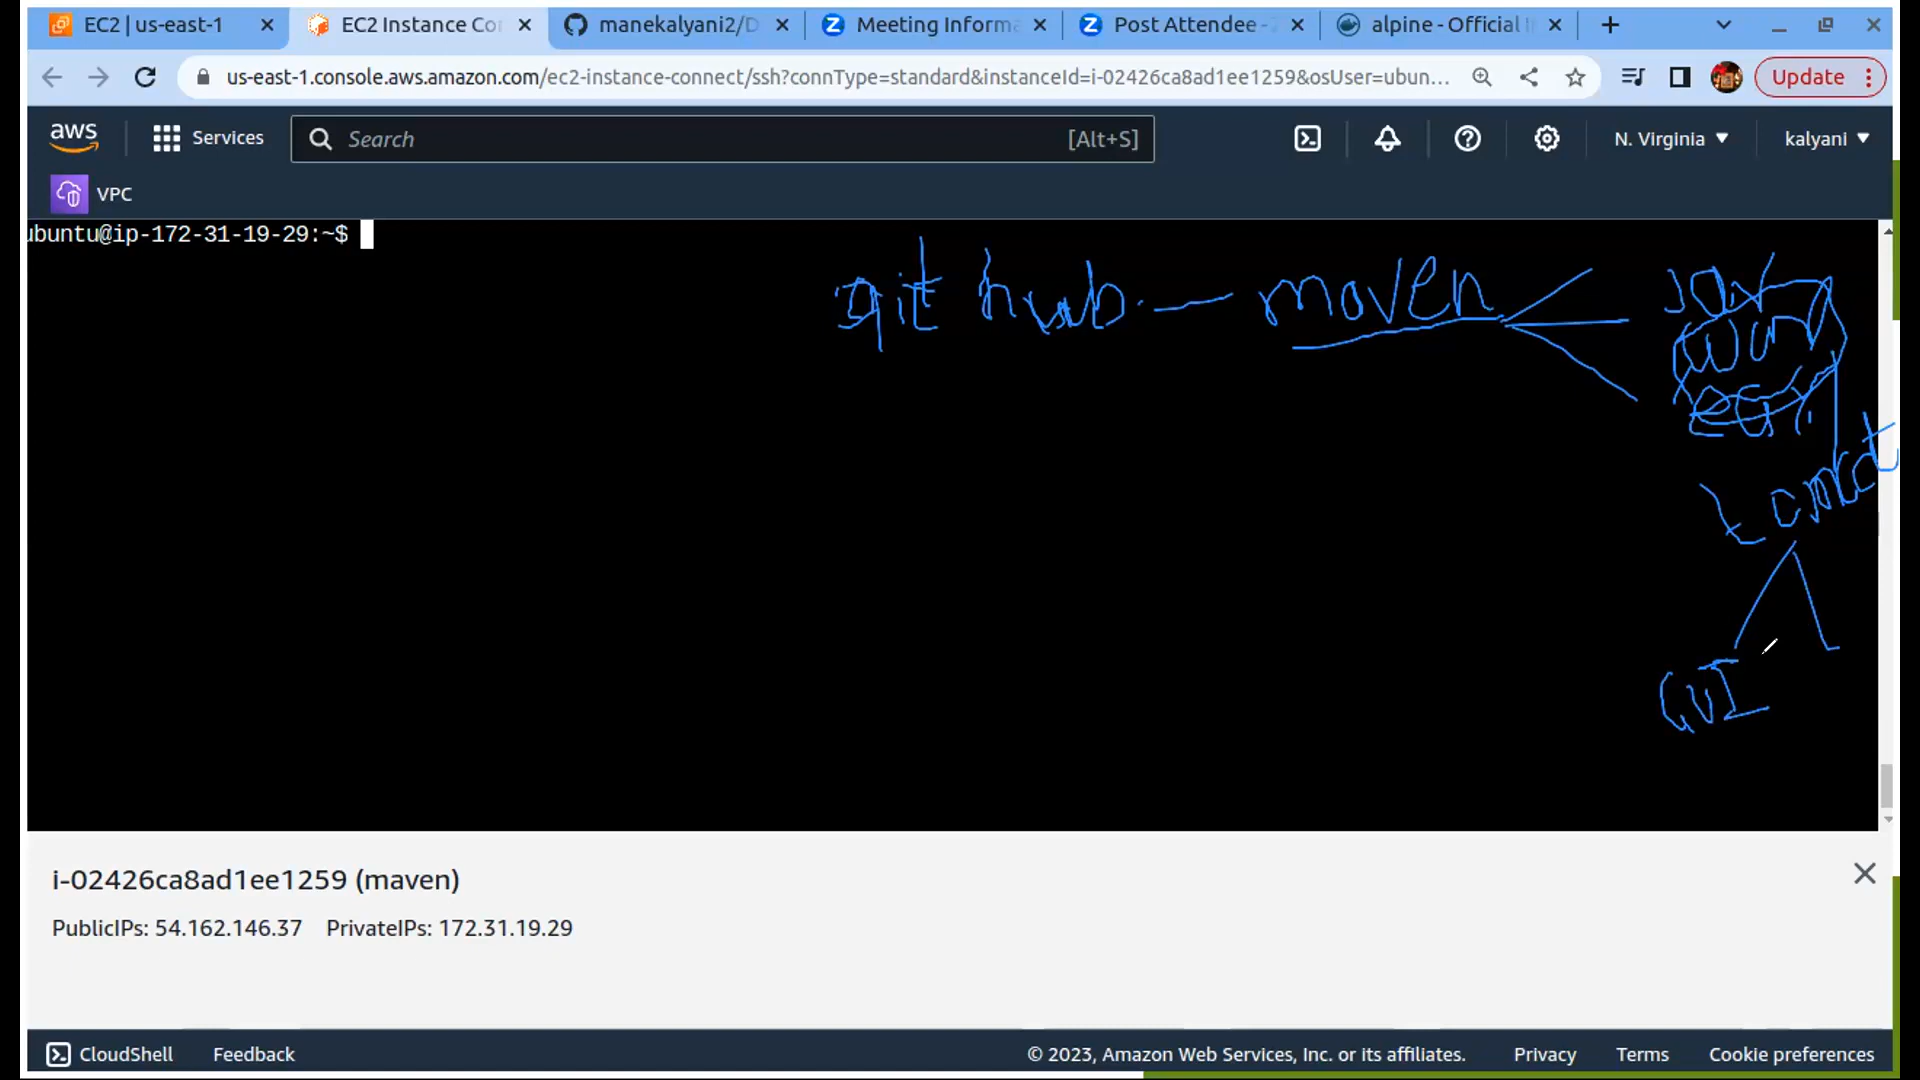 EC2 | us-east-1
EC2 Instance Co
manekalyani2/D
Meeting Informa
Post Attendee -
alpine - Official I
us-east-1.console.aws.amazon.com/ec2-instance-connect/ssh?connType=standard&instanceId=i-02426ca8ad1ee1259&osUser=ubun...
Update
aws
Services
Search
[Alt+S]
N. Virginia
kalyani
VPC
ubuntu@ip-172-31-19-29:~$
git hub - maven
Jar
war
ear
tomcat
GUI
i-02426ca8ad1ee1259 (maven)
PublicIPs: 54.162.146.37 PrivateIPs: 172.31.19.29
CloudShell
Feedback
© 2023, Amazon Web Services, Inc. or its affiliates.
Privacy
Terms
Cookie preferences